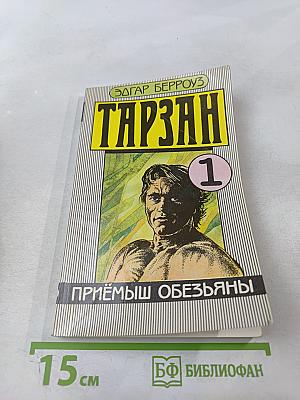 ЭДГАР БЕРРОУЗ
ТАРЗАН
1
ПРИЁМЫШ ОБЕЗЬЯНЫ
15 см
БФ БИБЛИОФАН